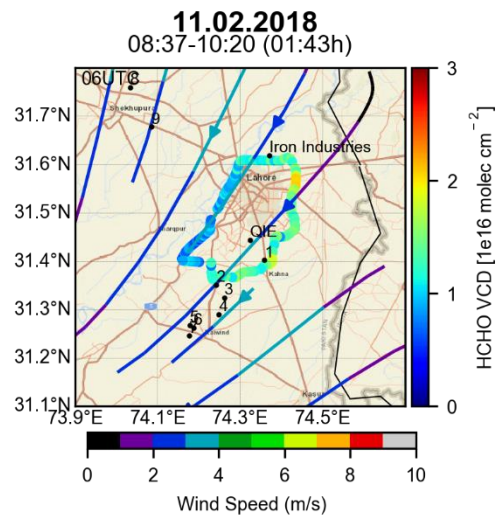 11.02.2018
08:37-10:20 (01:43h)
06UTC
8
Shekhupura
9
Iron Industries
Lahore
QIE
1
Kahna
2
3
4
5
6
Kasur
31.7°N
31.6°N
31.5°N
31.4°N
31.3°N
31.2°N
31.1°N
73.9°E
74.1°E
74.3°E
74.5°E
3
2
1
0
HCHO VCD [1e16 molec cm⁻²]
0
2
4
6
8
10
Wind Speed (m/s)